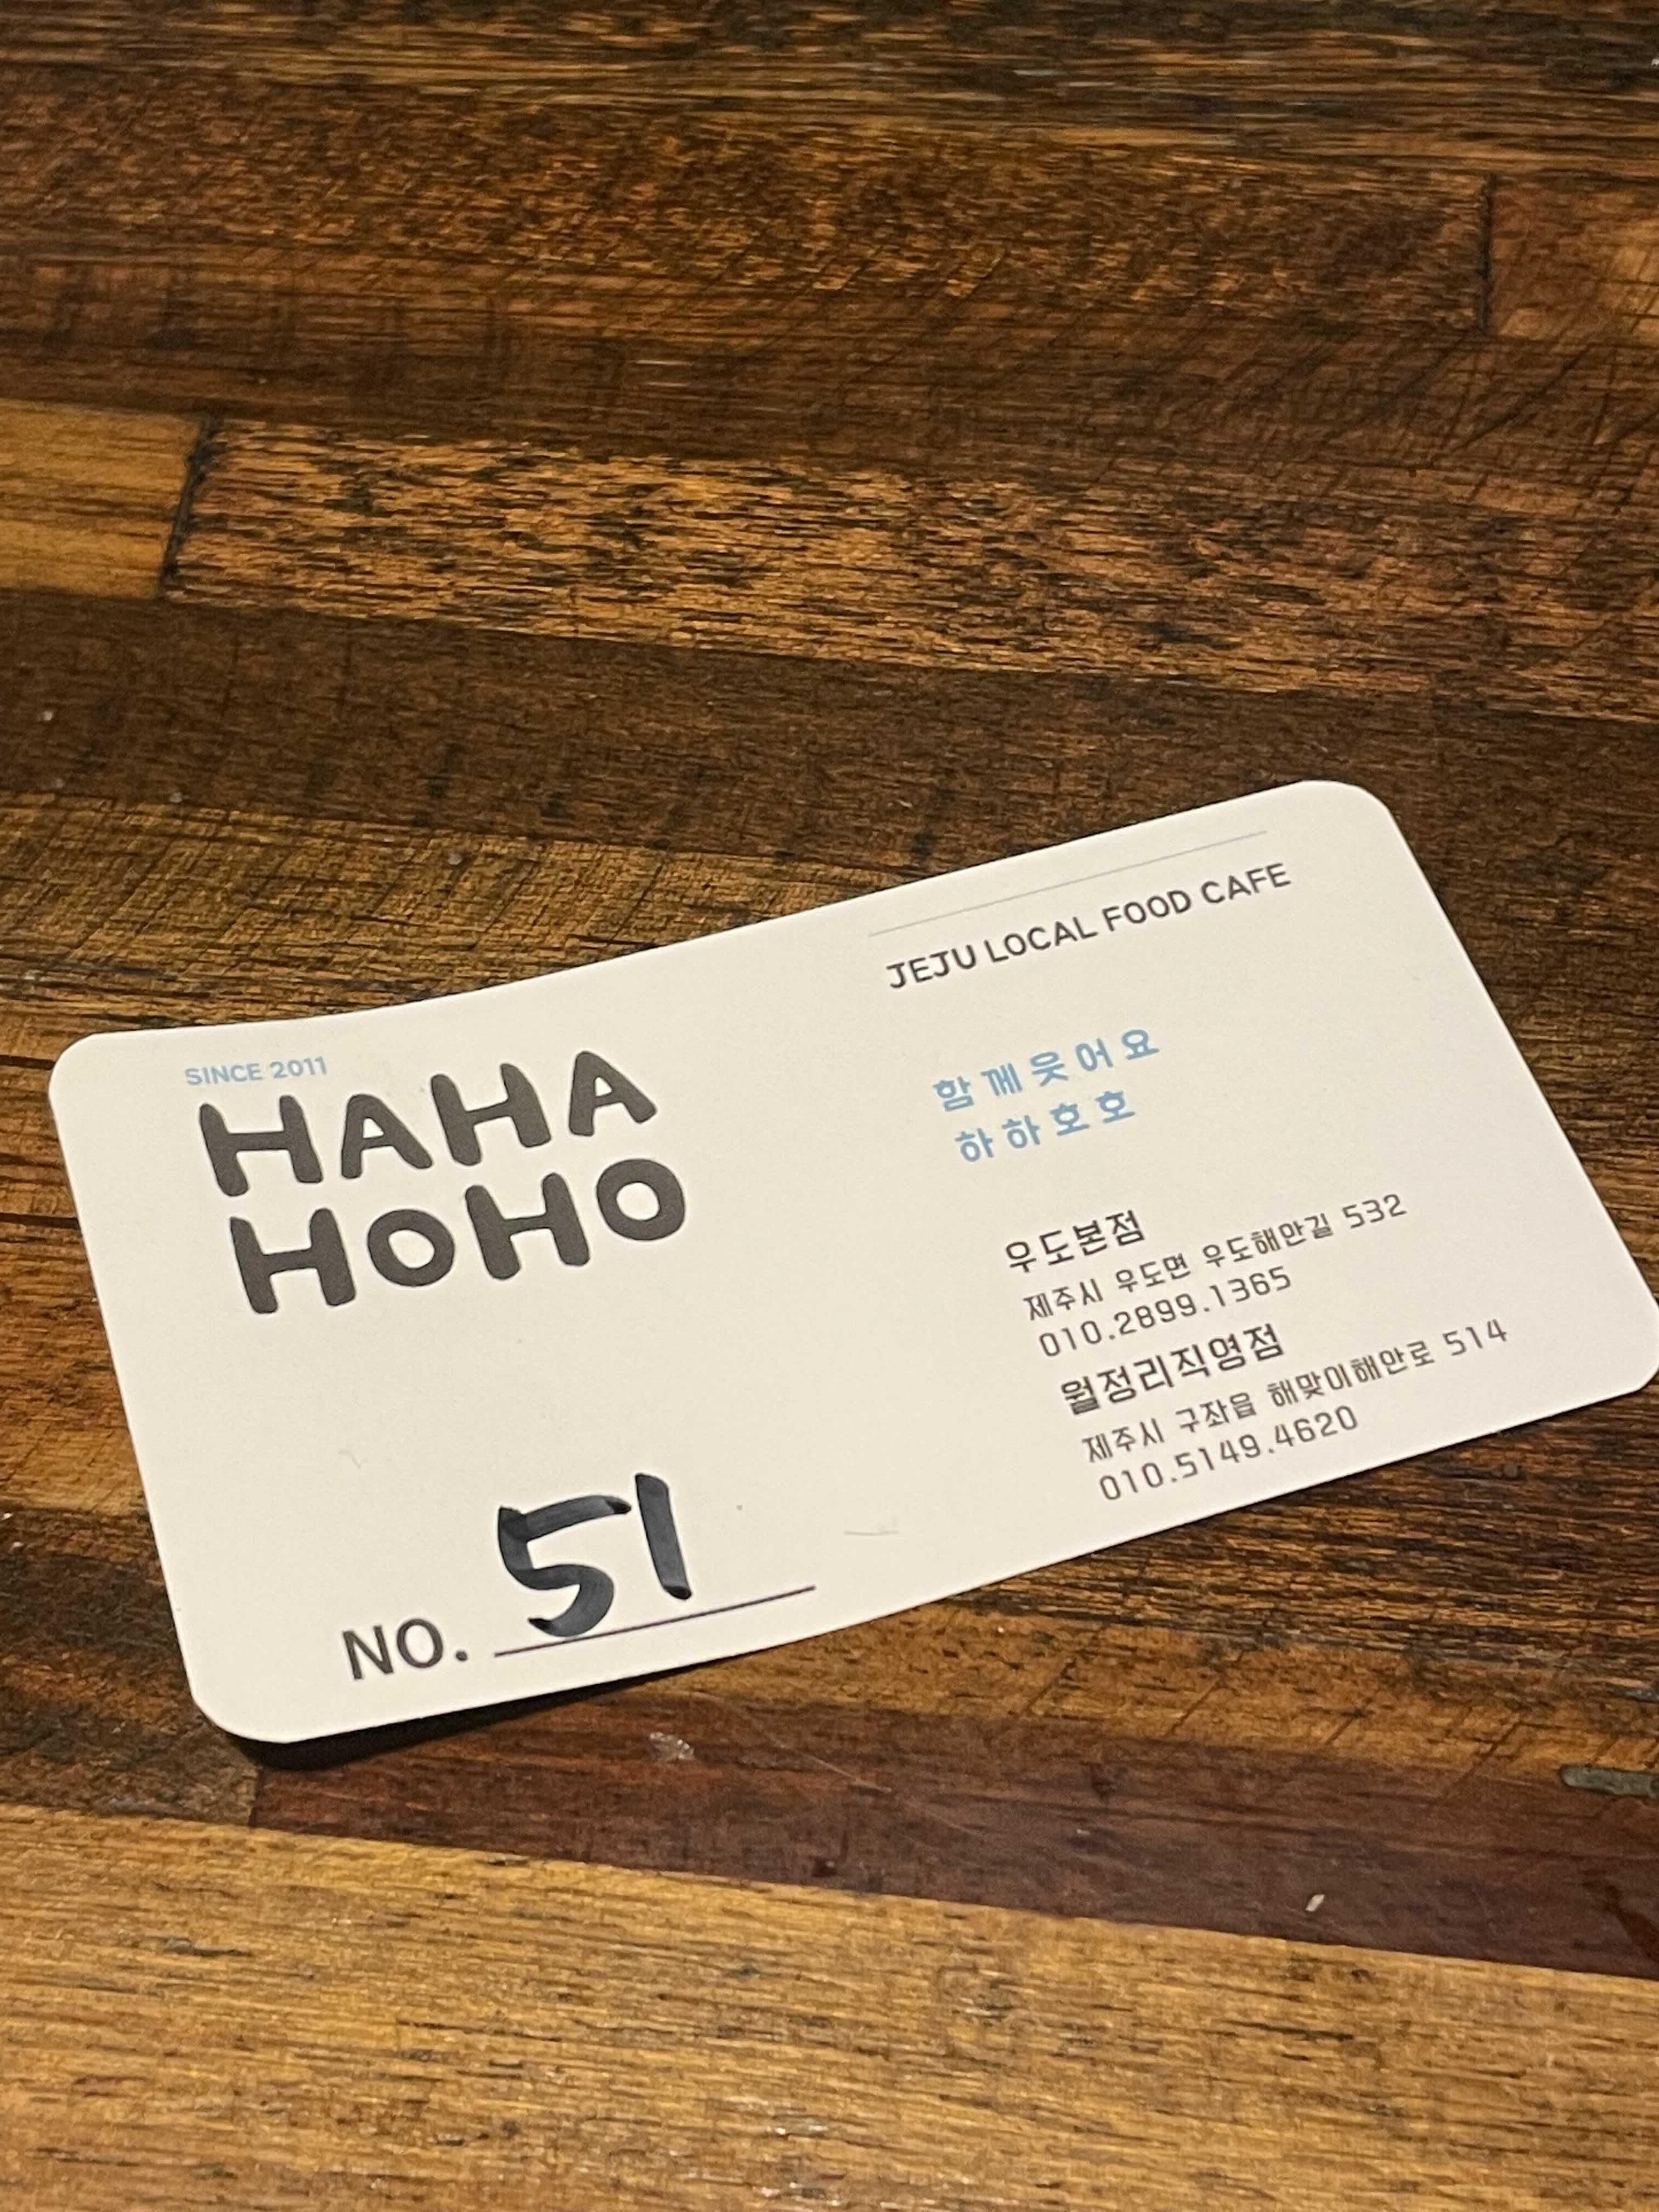 SINCE 2011
HAHA
HOHO
NO. 51
JEJU LOCAL FOOD CAFE
함께웃어요
하하호호
우도본점
제주시 우도면 우도해안길 532
010.2899.1365
월정리직영점
제주시 구좌읍 해맞이해안로 514
010.5149.4620